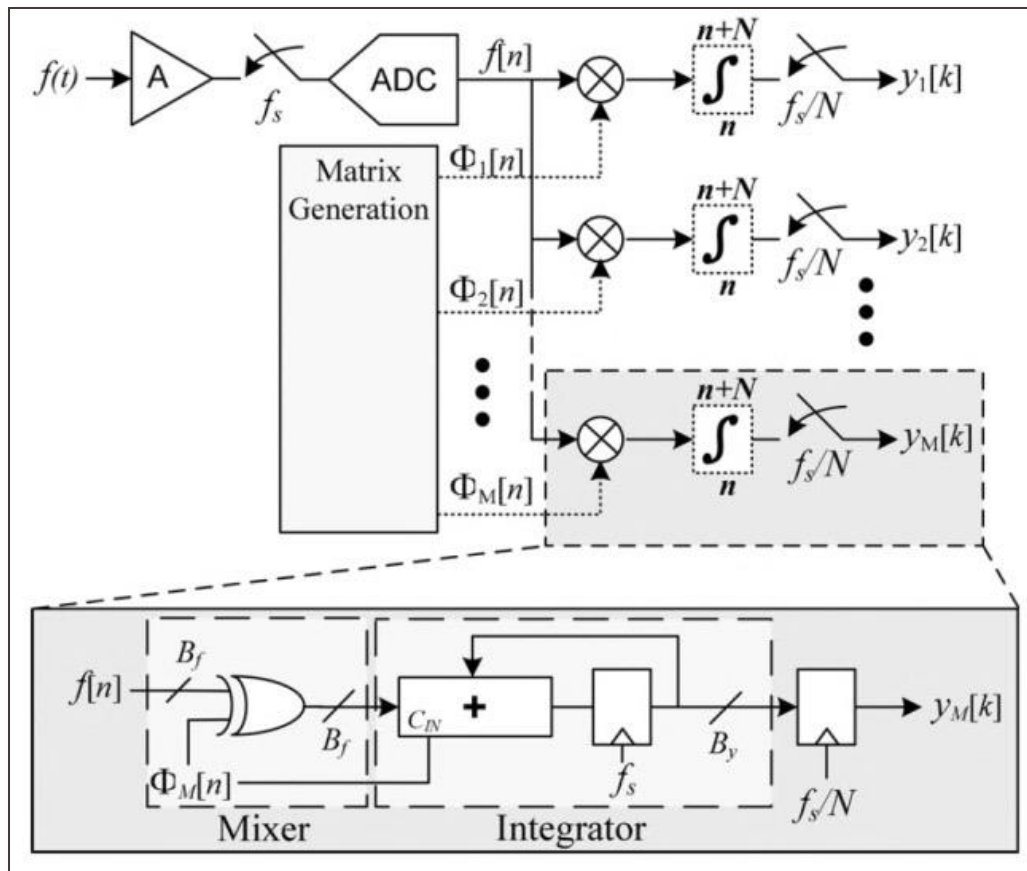 f(t)
A
f_s
ADC
f[n]
n+N
∫
n
f_s/N
y_1[k]
Matrix
Generation
Φ_1[n]
n+N
∫
n
f_s/N
y_2[k]
Φ_2[n]
n+N
∫
n
f_s/N
y_M[k]
Φ_M[n]
f[n]
B_f
B_f
+
C_IN
f_s
B_y
f_s/N
y_M[k]
Φ_M[n]
Mixer
Integrator